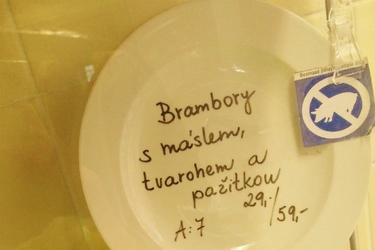 Brambory
s máslem,
tvarohem a
pažitkou
29,-/59,-
A:7